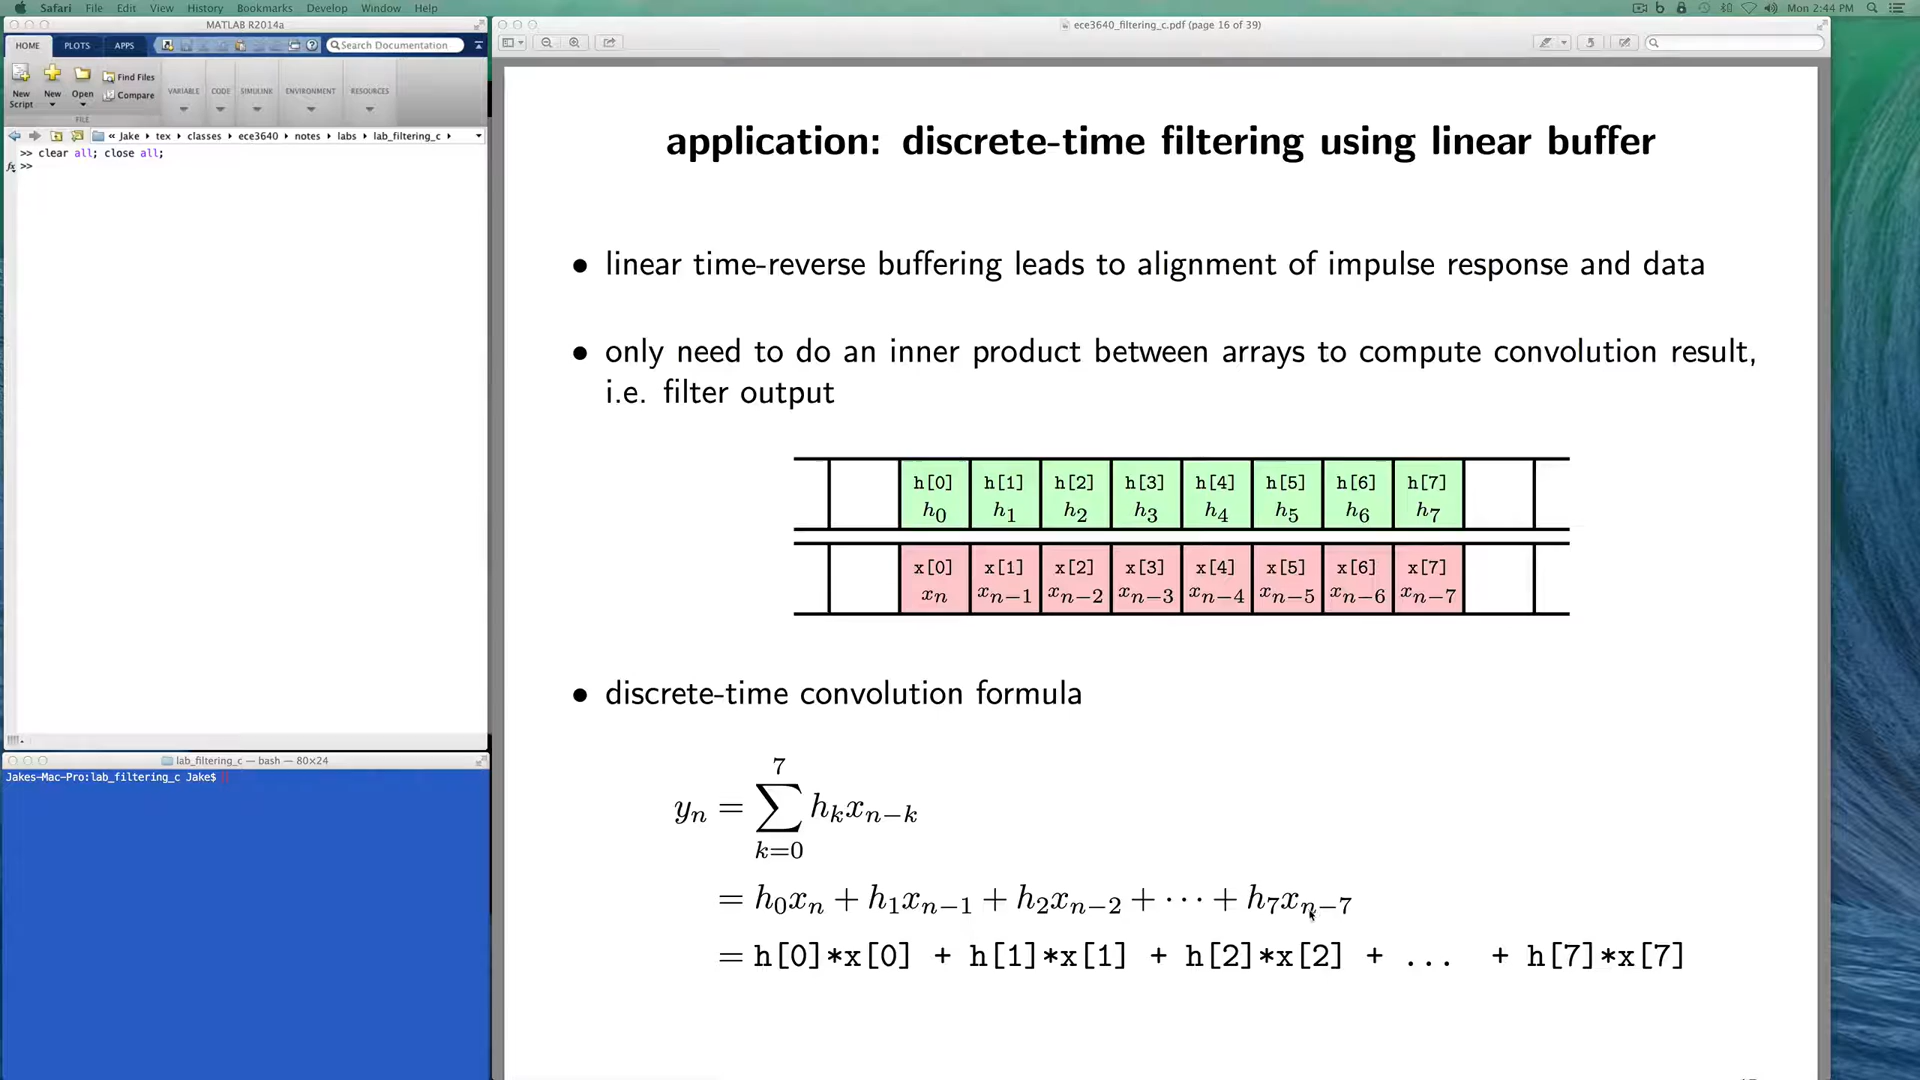 Safari File Edit View History Bookmarks Develop Window Help
Mon 2:44 PM
MATLAB R2014a
HOME PLOTS APPS
Search Documentation
New Script
New
Open
Find Files
Compare
VARIABLE CODE SIMULINK ENVIRONMENT RESOURCES
FILE
« Jake ▸ tex ▸ classes ▸ ece3640 ▸ notes ▸ labs ▸ lab_filtering_c ▸
>> clear all; close all;
fx >>
lab_filtering_c — bash — 80×24
Jakes-Mac-Pro:lab_filtering_c Jake$
ece3640_filtering_c.pdf (page 16 of 39)
application: discrete-time filtering using linear buffer
• linear time-reverse buffering leads to alignment of impulse response and data
• only need to do an inner product between arrays to compute convolution result,
i.e. filter output
h[0] h[1] h[2] h[3] h[4] h[5] h[6] h[7]
h₀ h₁ h₂ h₃ h₄ h₅ h₆ h₇
x[0] x[1] x[2] x[3] x[4] x[5] x[6] x[7]
xₙ xₙ₋₁ xₙ₋₂ xₙ₋₃ xₙ₋₄ xₙ₋₅ xₙ₋₆ xₙ₋₇
• discrete-time convolution formula
7
yₙ = ∑ hₖxₙ₋ₖ
k=0
= h₀xₙ + h₁xₙ₋₁ + h₂xₙ₋₂ + ··· + h₇xₙ₋₇
= h[0]*x[0] + h[1]*x[1] + h[2]*x[2] + ... + h[7]*x[7]